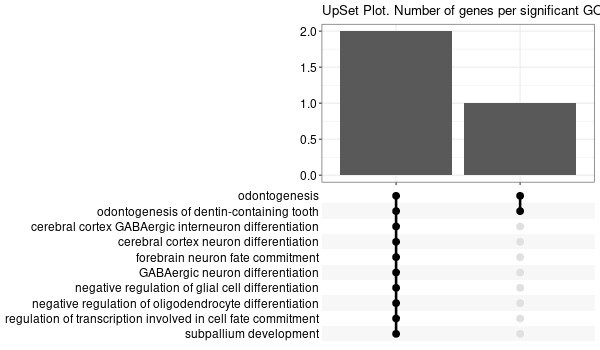 UpSet Plot. Number of genes per significant GO
2.0
1.5
1.0
0.5
0.0
odontogenesis
odontogenesis of dentin-containing tooth
cerebral cortex GABAergic interneuron differentiation
cerebral cortex neuron differentiation
forebrain neuron fate commitment
GABAergic neuron differentiation
negative regulation of glial cell differentiation
negative regulation of oligodendrocyte differentiation
regulation of transcription involved in cell fate commitment
subpallium development